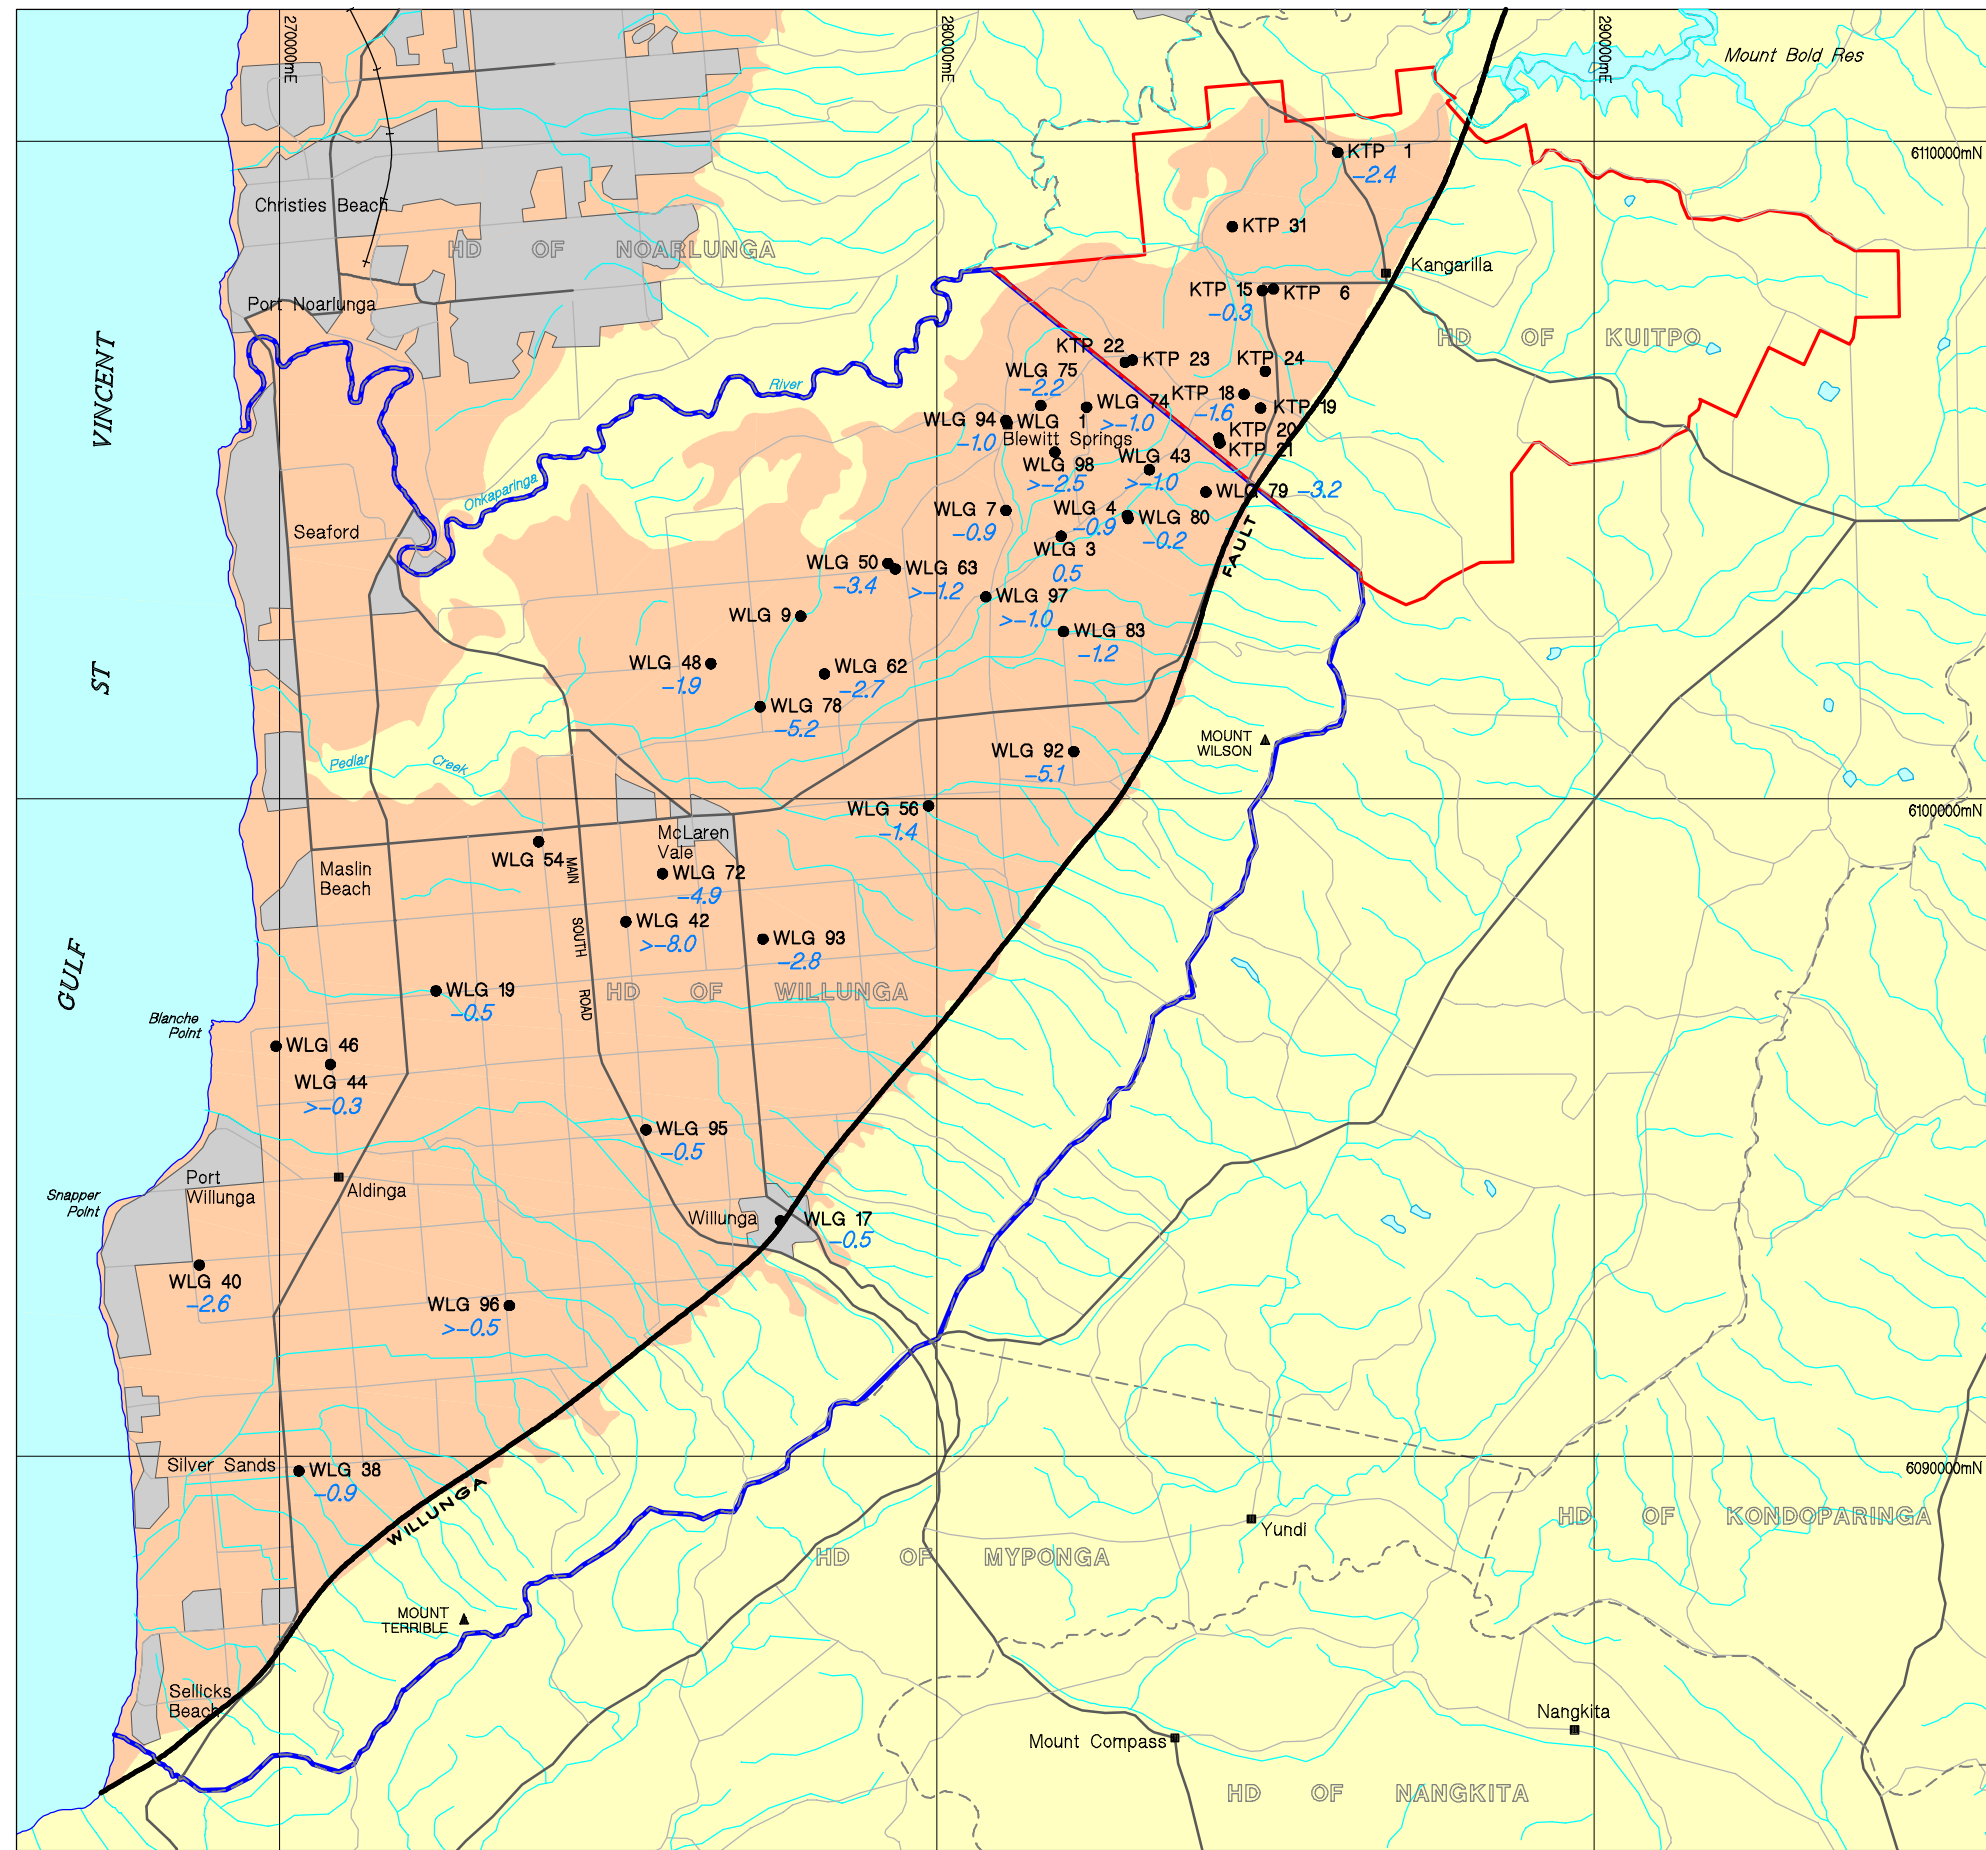 270000mE
280000mE
290000mE
Mount Bold Res
6110000mN
KTP 1
-2.4
Christies Beach
KTP 31
HD OF NOARLUNGA
Kangarilla
KTP 15
KTP 6
-0.3
Port Noarlunga
HD OF KUITPO
VINCENT
KTP 22
KTP 23
KTP 24
WLG 75
-2.2
River
KTP 18
-1.6
KTP 19
WLG 74
>-1.0
WLG 94
-1.0
WLG 1
Blewitt Springs
KTP 20
KTP 21
WLG 98
>-2.5
WLG 43
>-1.0
WLG 79
-3.2
Onkaparinga
WLG 7
-0.9
WLG 4
-0.9
WLG 80
-0.2
Seaford
WLG 3
0.5
FAULT
WLG 50
-3.4
WLG 63
>-1.2
WLG 97
>-1.0
WLG 9
WLG 83
-1.2
ST
WLG 48
-1.9
WLG 62
-2.7
WLG 78
-5.2
MOUNT
WILSON
WLG 92
-5.1
Pedlar
Creek
6100000mN
WLG 56
-1.4
McLaren
Vale
WLG 54
MAIN
SOUTH
ROAD
Maslin
Beach
WLG 72
-4.9
WLG 42
>-8.0
WLG 93
-2.8
GULF
WLG 19
-0.5
HD OF WILLUNGA
Blanche
Point
WLG 46
WLG 44
>-0.3
WLG 95
-0.5
Port
Willunga
Aldinga
Snapper
Point
Willunga
WLG 17
-0.5
WLG 40
-2.6
WLG 96
>-0.5
Silver Sands
WLG 38
-0.9
6090000mN
WILLUNGA
HD OF KONDOPARINGA
Yundi
HD OF MYPONGA
MOUNT
TERRIBLE
Sellicks
Beach
Nangkita
Mount Compass
HD OF NANGKITA